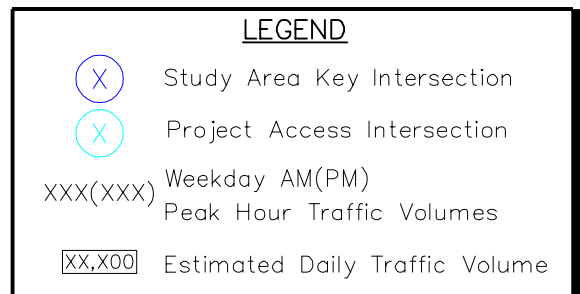 LEGEND
X Study Area Key Intersection
X Project Access Intersection
XXX(XXX) Weekday AM(PM)
Peak Hour Traffic Volumes
XX,X00 Estimated Daily Traffic Volume